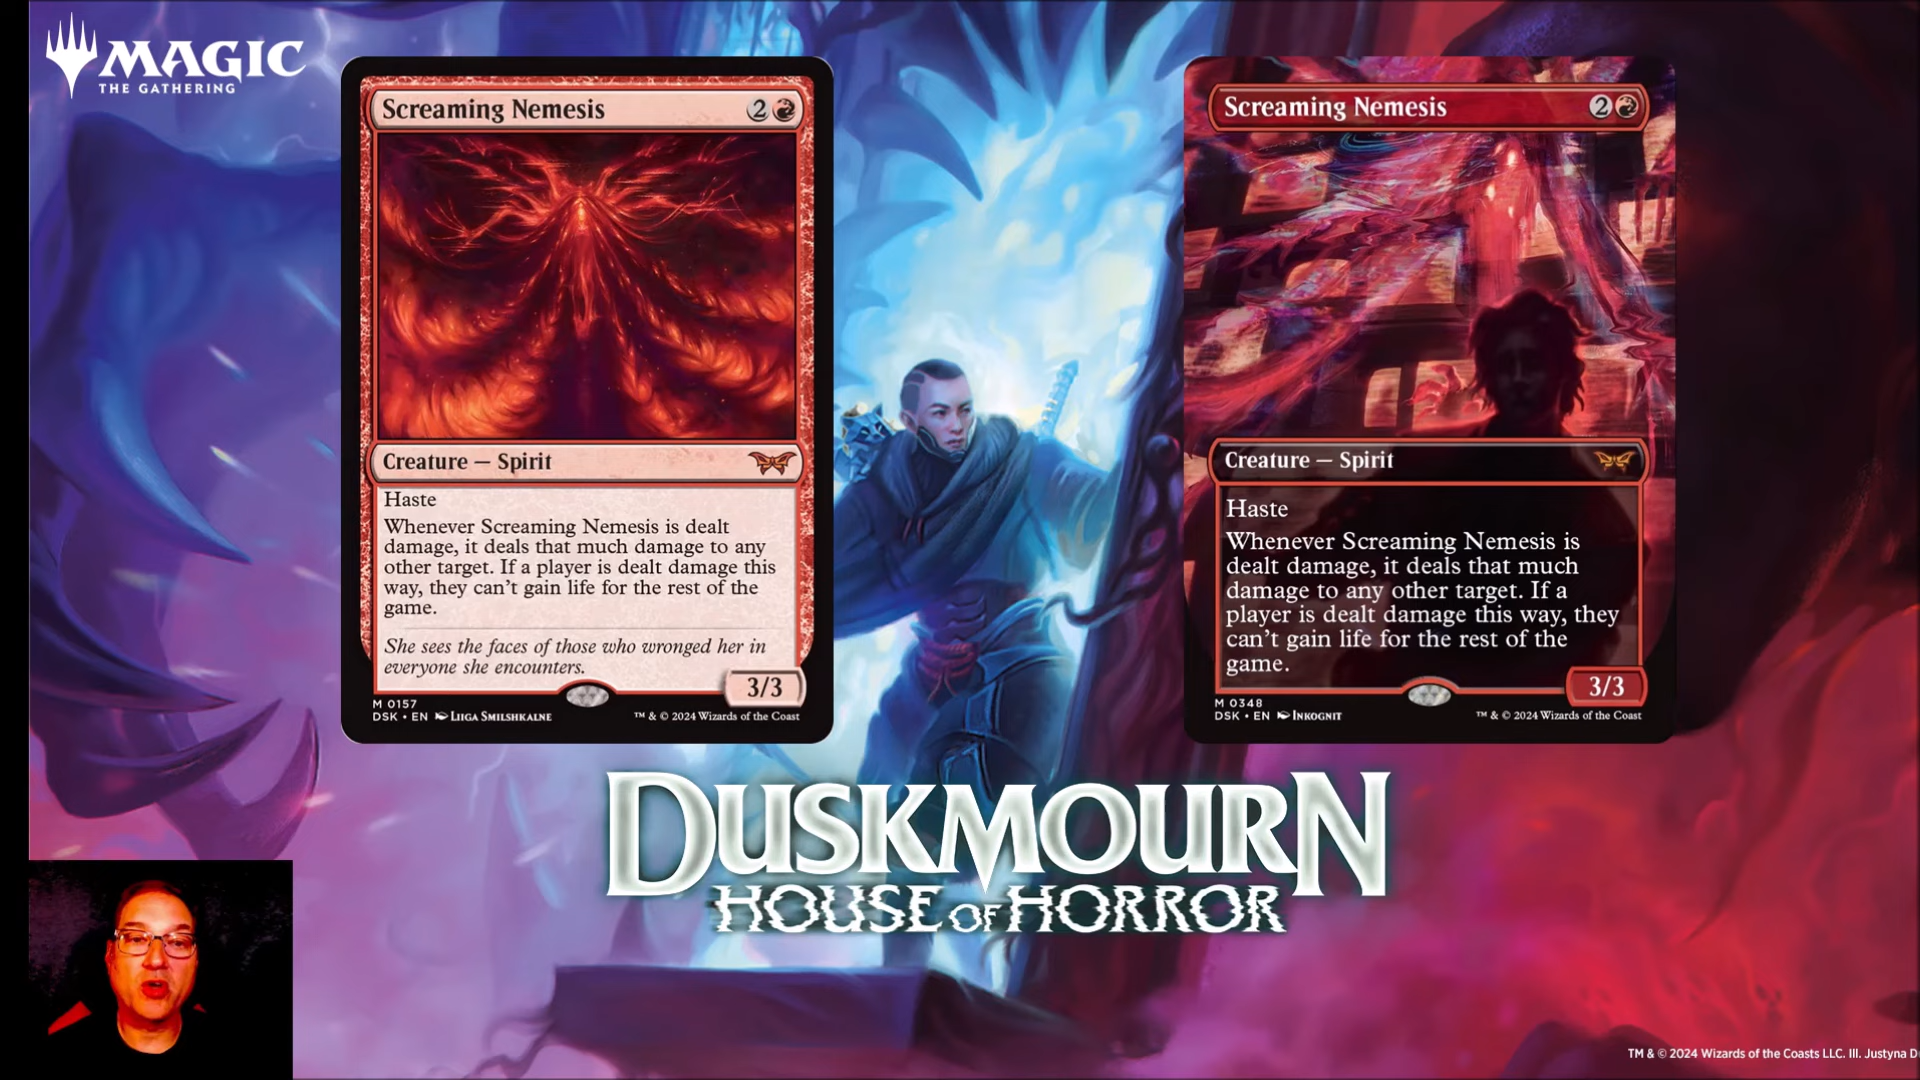 MAGIC
THE GATHERING
Screaming Nemesis 2
Creature — Spirit
Haste
Whenever Screaming Nemesis is dealt
damage, it deals that much damage to any
other target. If a player is dealt damage this
way, they can't gain life for the rest of the
game.
She sees the faces of those who wronged her in
everyone she encounters.
3/3
M 0157
DSK • EN LIIGA SMILSHKALNE
™ & © 2024 Wizards of the Coast
Screaming Nemesis 2
Creature — Spirit
Haste
Whenever Screaming Nemesis is
dealt damage, it deals that much
damage to any other target. If a
player is dealt damage this way, they
can't gain life for the rest of the
game.
3/3
M 0348
DSK • EN INKOGNIT
™ & © 2024 Wizards of the Coast
DUSKMOURN
HOUSE OF HORROR
TM & © 2024 Wizards of the Coasts LLC. Ill. Justyna D